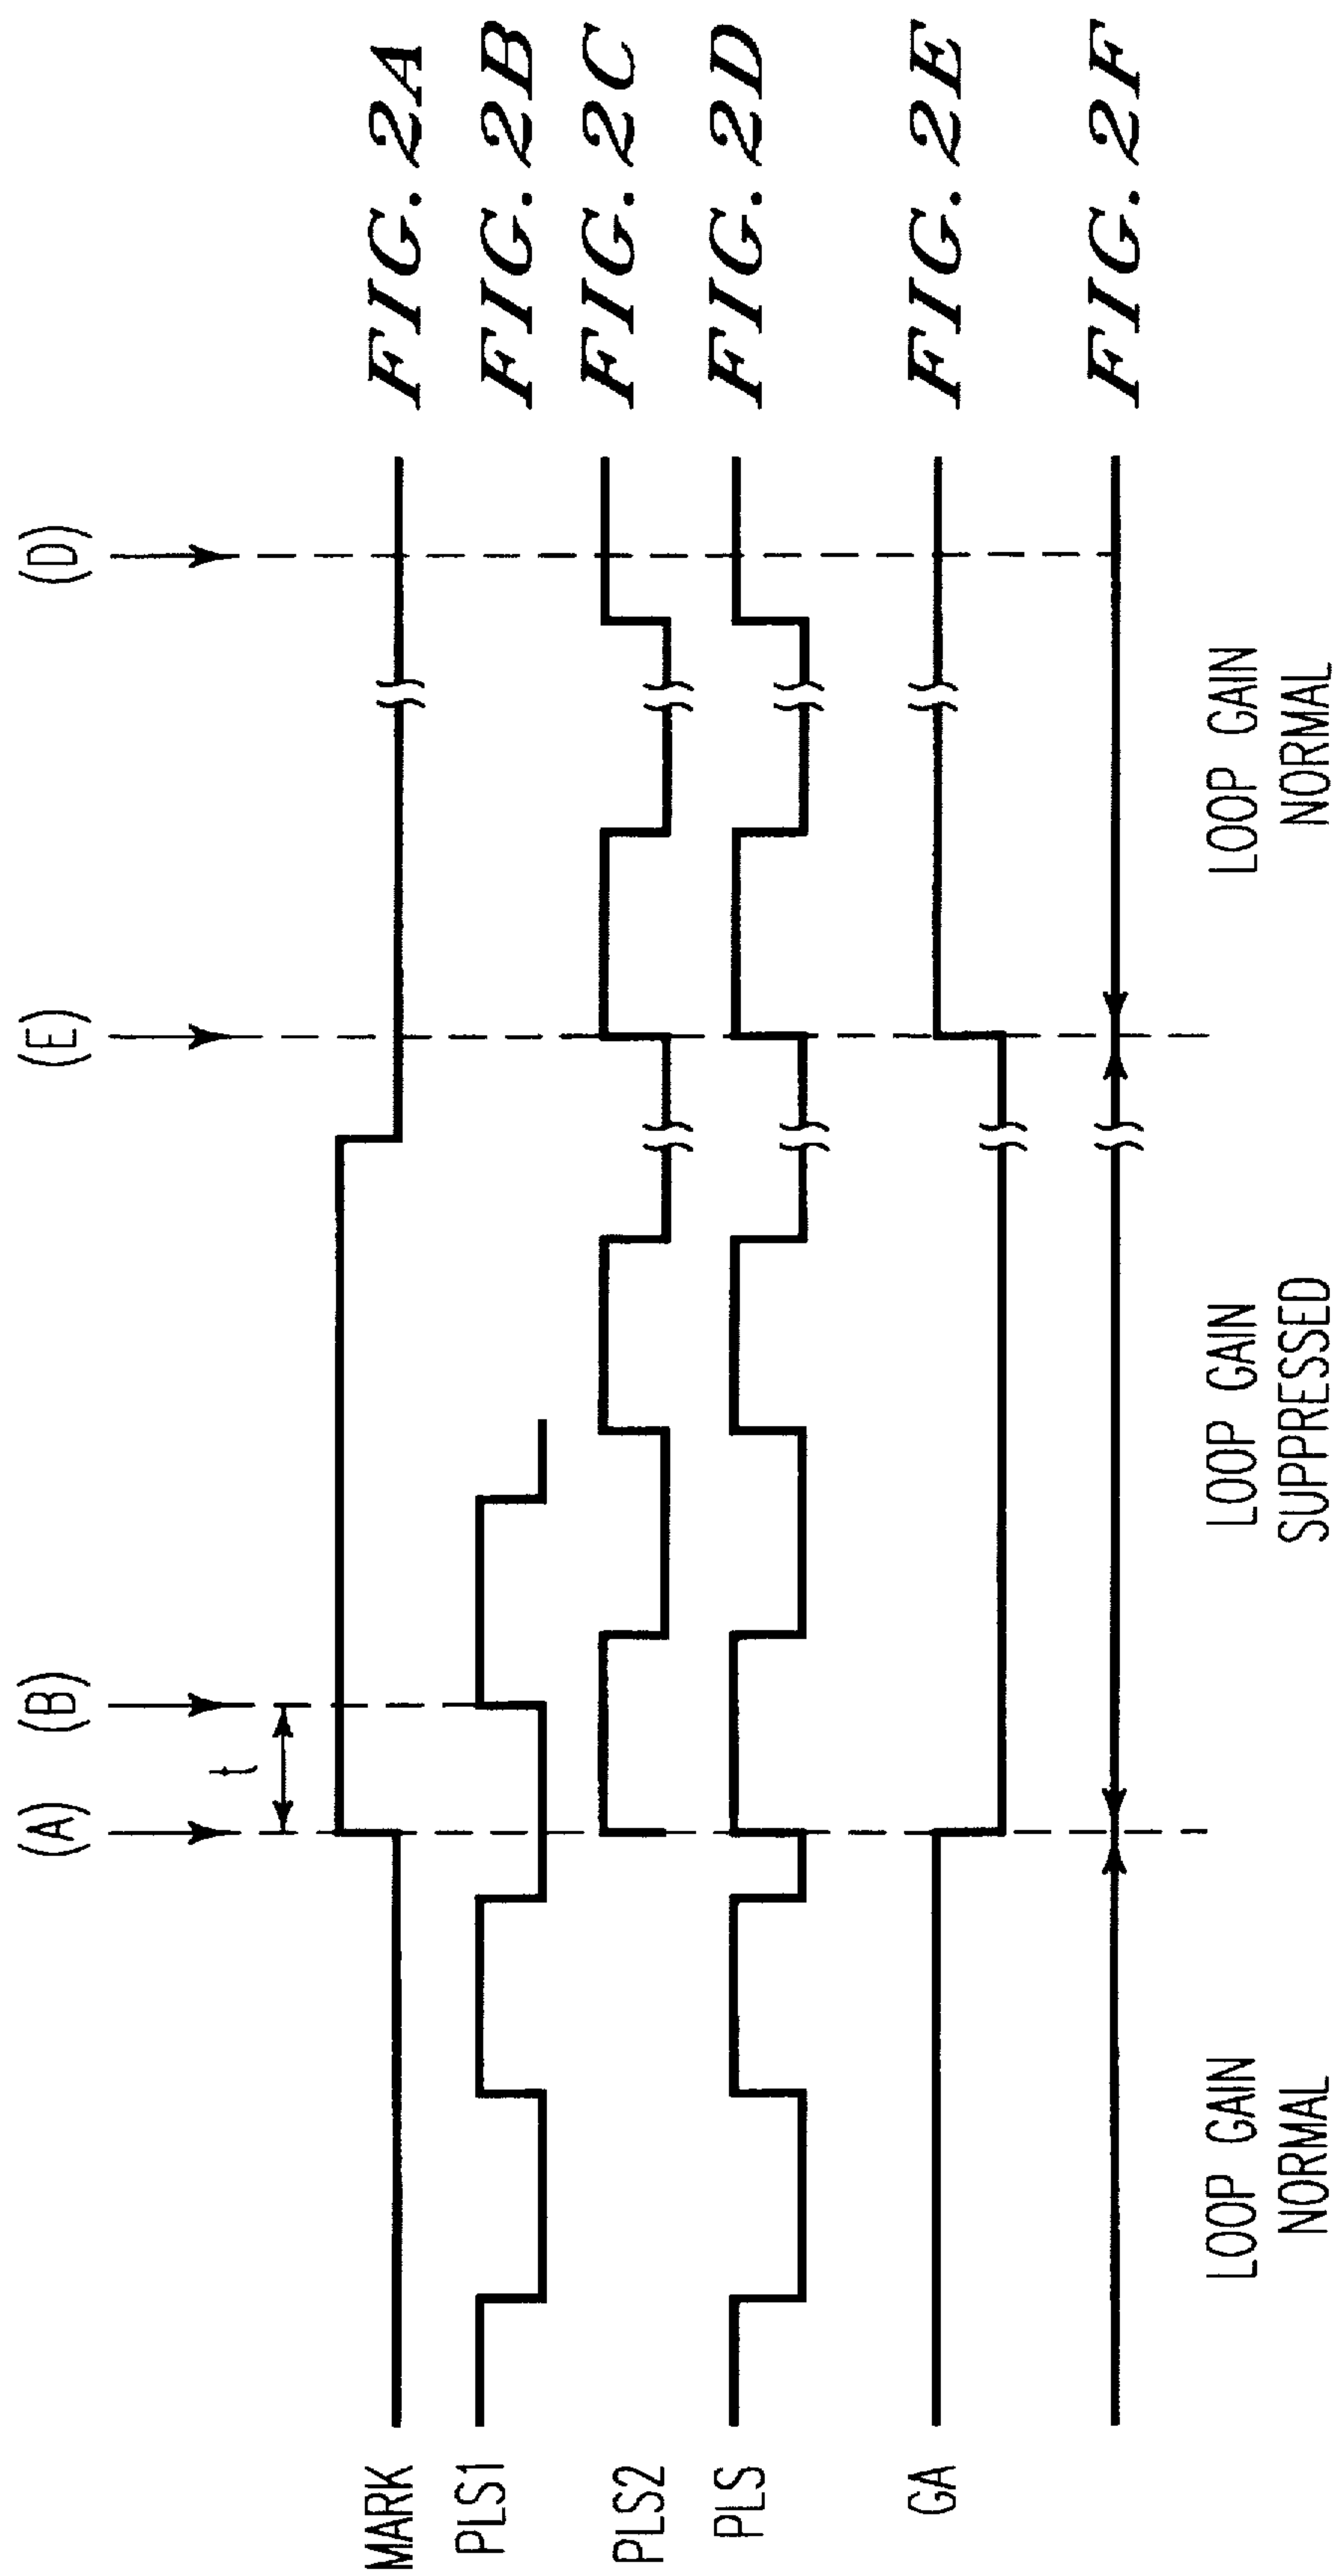 (A) (B) (E) (D)
t
MARK FIG. 2A
PLS1 FIG. 2B
PLS2 FIG. 2C
PLS FIG. 2D
GA FIG. 2E
FIG. 2F
LOOP GAIN
NORMAL
LOOP GAIN
SUPPRESSED
LOOP GAIN
NORMAL